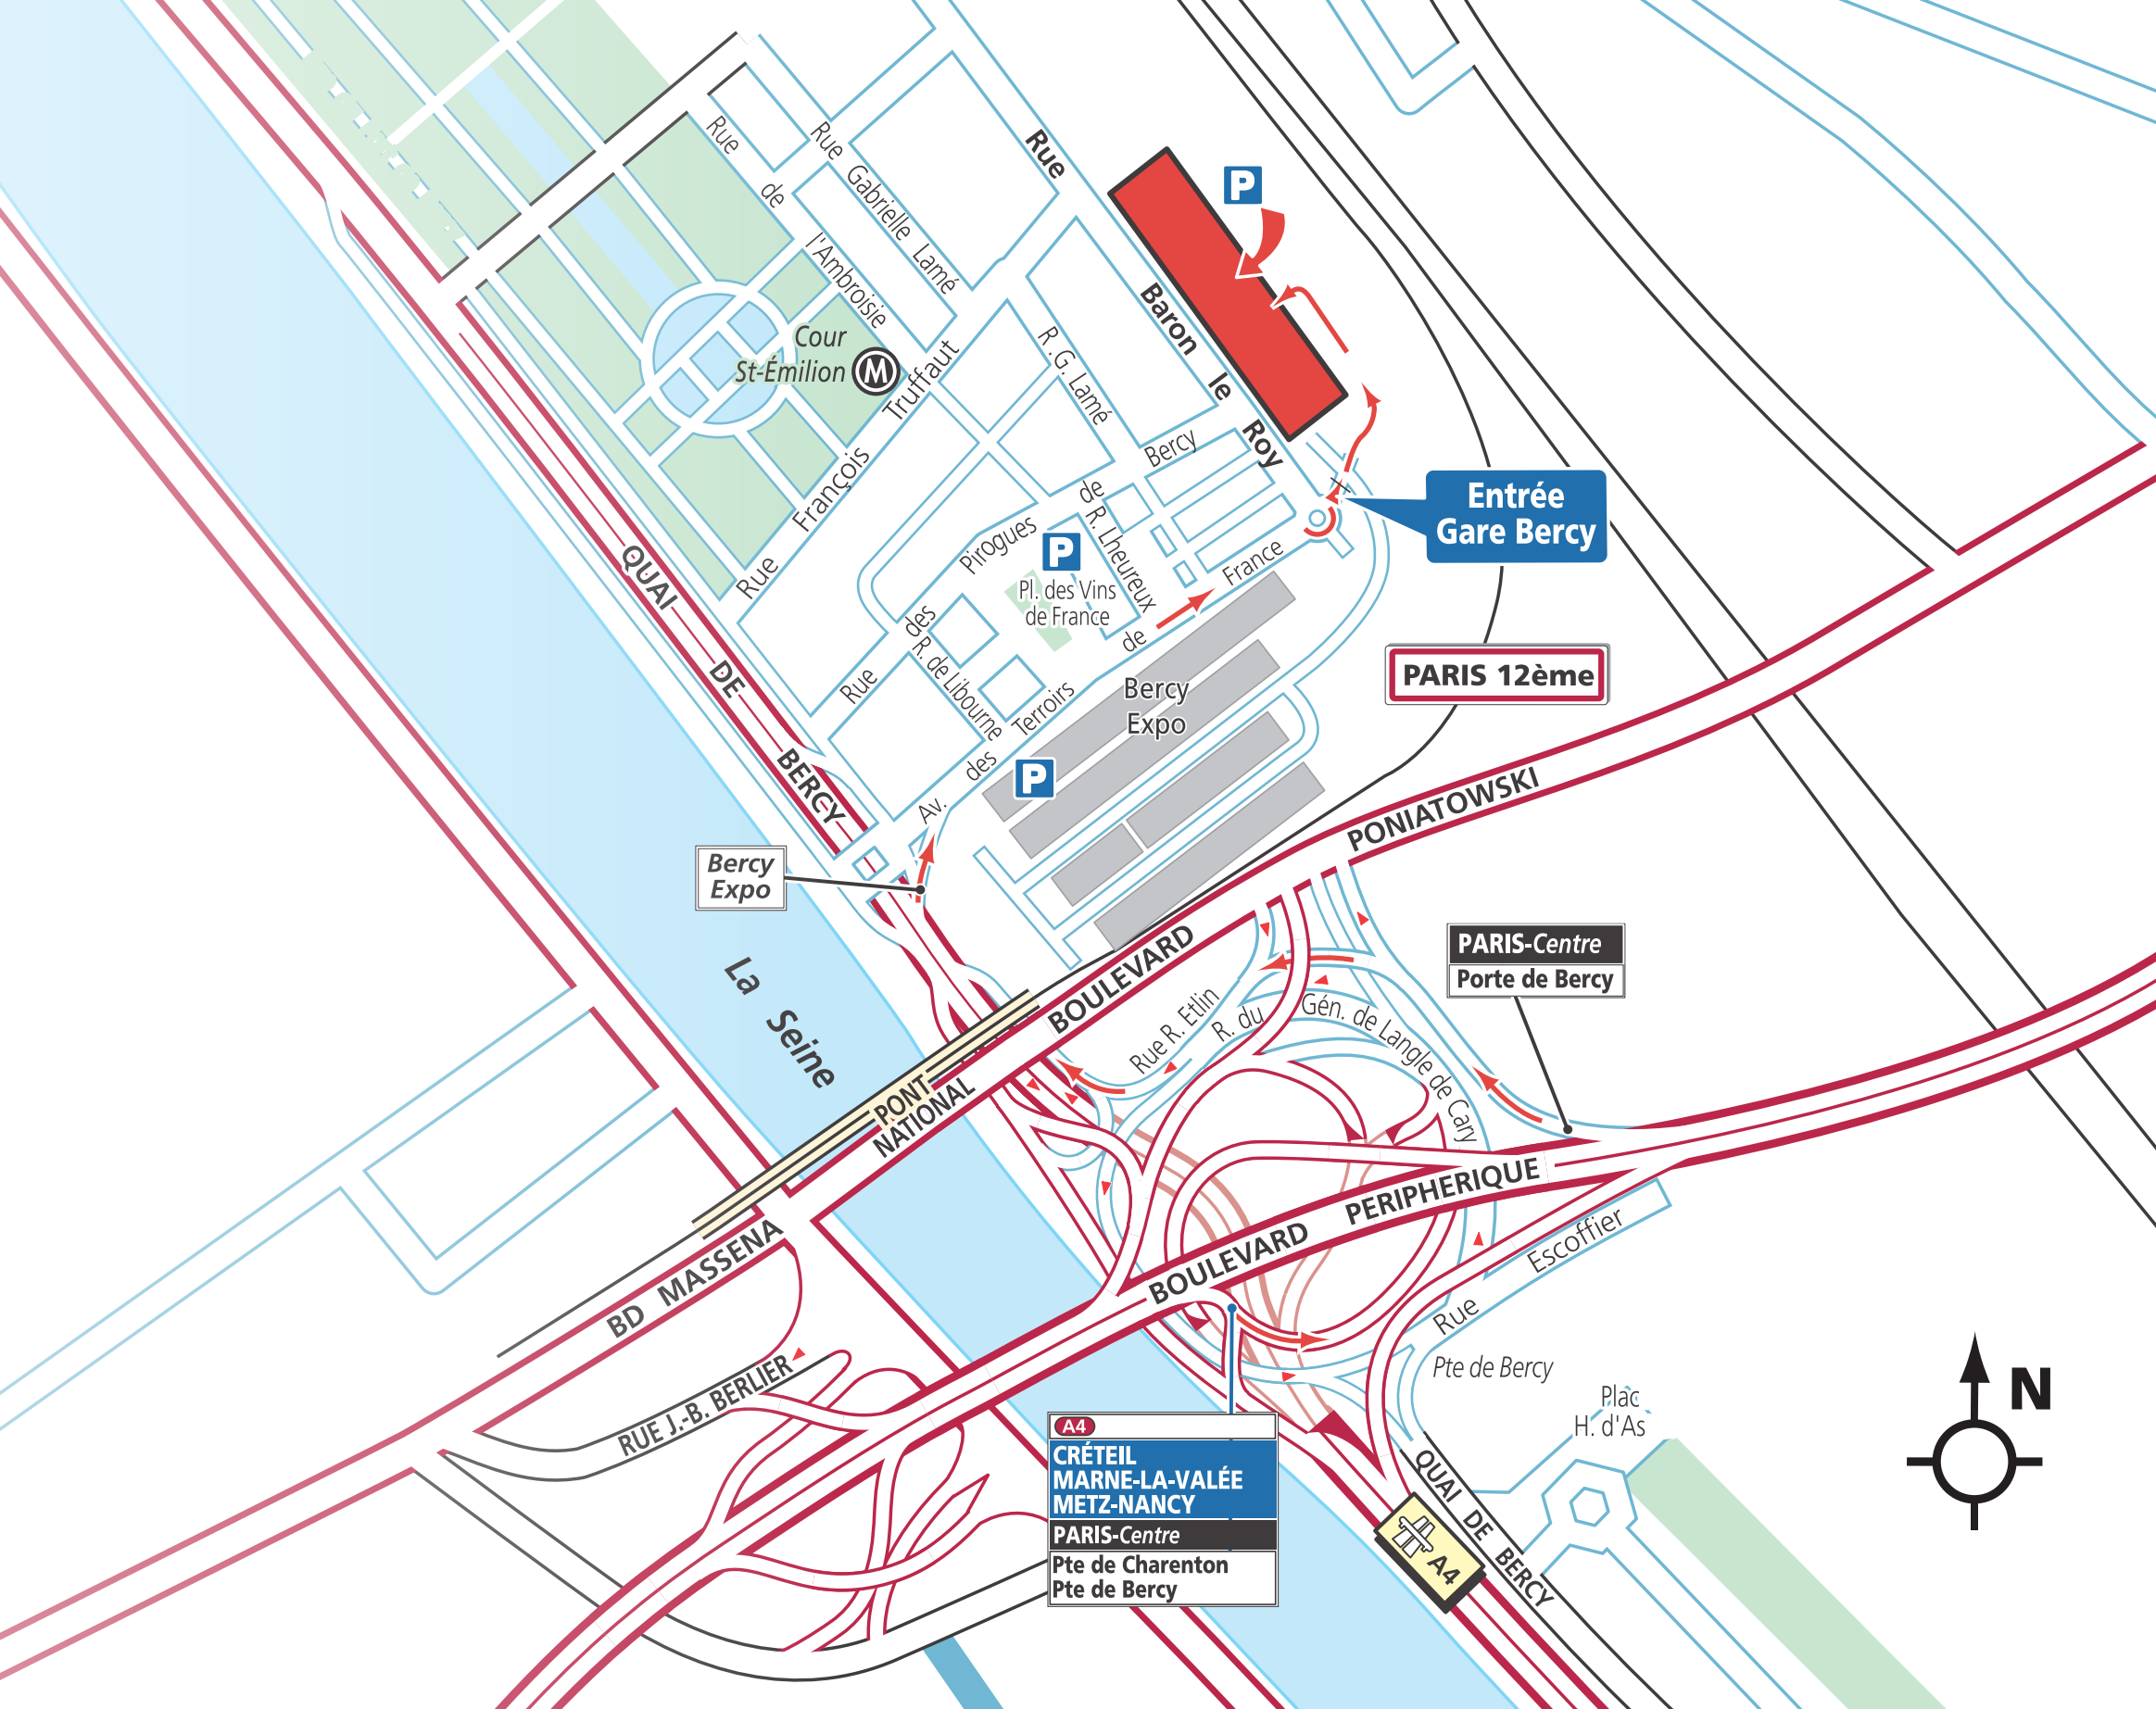 Rue
Baron
le
Roy
P
Rue
de
l'Ambroisie
Rue Gabrielle Lamé
Cour
St-Émilion
M
R. G. Lamé
Rue François Truffaut
Bercy
de
Pirogues
des
Rue
R. Lheureux
P
Pl. des Vins
de France
Entrée
Gare Bercy
France
de
Terroirs
des
Av.
R. de Libourne
Bercy
Expo
P
PARIS 12ème
QUAI DE BERCY
Bercy
Expo
La Seine
BOULEVARD PONIATOWSKI
PARIS-Centre
Porte de Bercy
Rue R. Etlin
R. du Gén. de Langle de Cary
PONT
NATIONAL
BD MASSENA
BOULEVARD PERIPHERIQUE
Rue Escoffier
Pte de Bercy
RUE J.-B. BERLIER
Plac
H. d'As
N
A4
CRÉTEIL
MARNE-LA-VALÉE
METZ-NANCY
PARIS-Centre
Pte de Charenton
Pte de Bercy
QUAI DE BERCY
A4